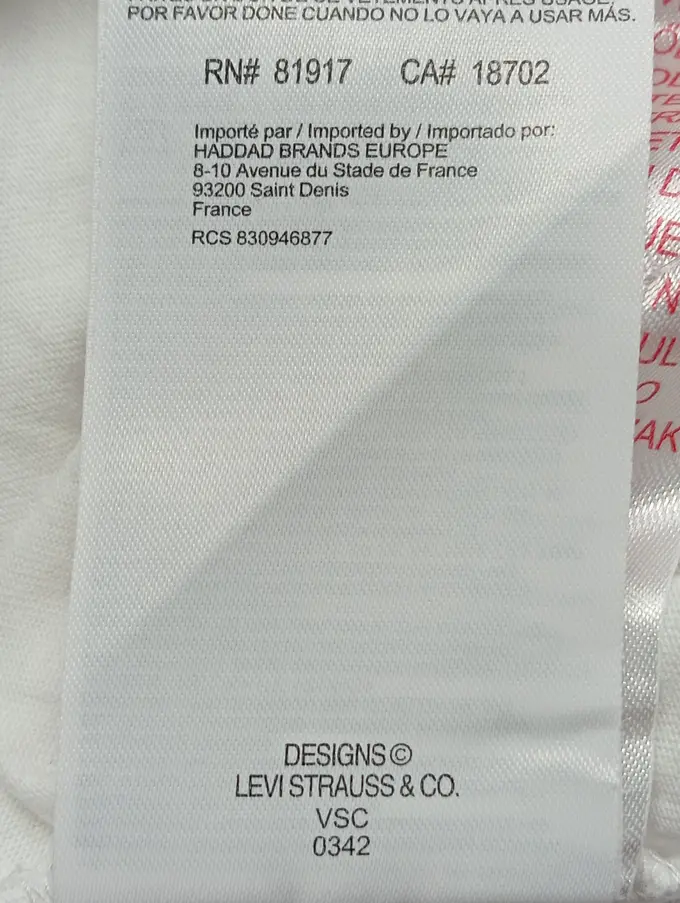 POR FAVOR DONE CUANDO NO LO VAYA A USAR MÁS.
RN# 81917 CA# 18702
Importé par / Imported by / Importado por:
HADDAD BRANDS EUROPE
8-10 Avenue du Stade de France
93200 Saint Denis
France
RCS 830946877
DESIGNS©
LEVI STRAUSS & CO.
VSC
0342